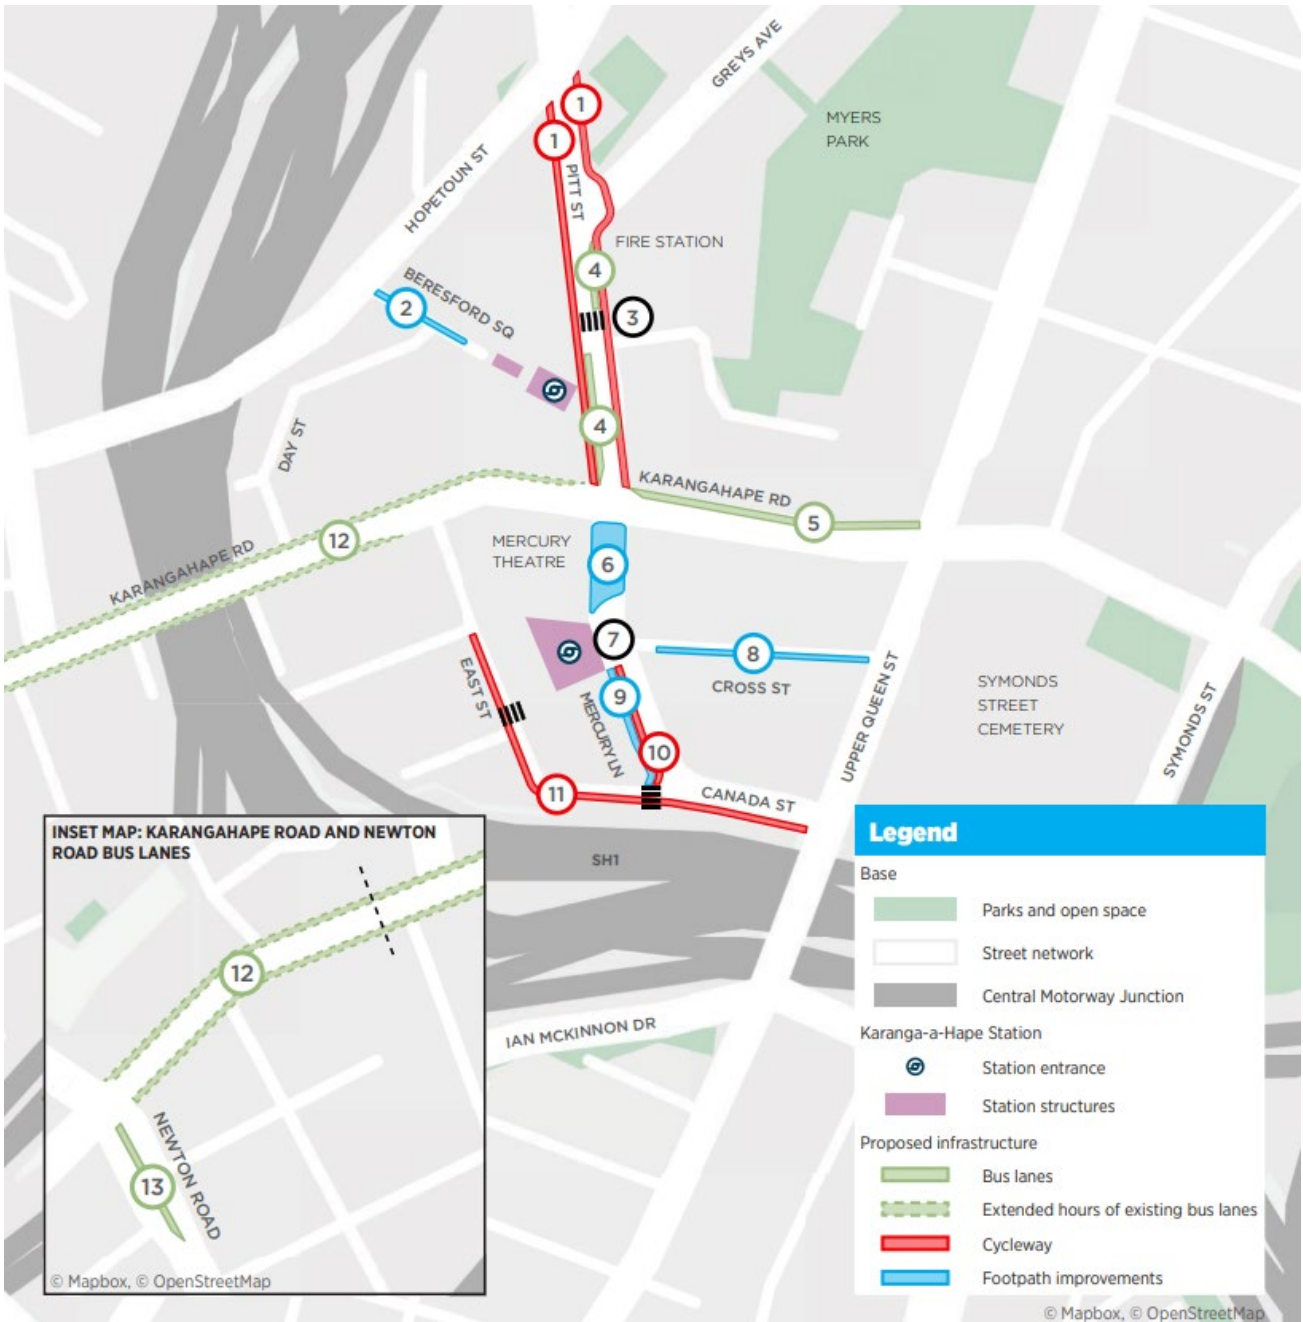 GREYS AVE
MYERS
PARK
1
1
HOPETOUN ST
PITT ST
FIRE STATION
4
BERESFORD SQ
2
3
4
DAY ST
KARANGAHAPE RD
5
12
KARANGAHAPE RD
MERCURY
THEATRE
6
7
8
CROSS ST
EAST ST
9
MERCURY LN
10
11
CANADA ST
UPPER QUEEN ST
SYMONDS
STREET
CEMETERY
SYMONDS ST
SH1
IAN MCKINNON DR
INSET MAP: KARANGAHAPE ROAD AND NEWTON
ROAD BUS LANES
12
13
NEWTON ROAD
© Mapbox, © OpenStreetMap
Legend
Base
Parks and open space
Street network
Central Motorway Junction
Karanga-a-Hape Station
Station entrance
Station structures
Proposed infrastructure
Bus lanes
Extended hours of existing bus lanes
Cycleway
Footpath improvements
© Mapbox, © OpenStreetMap